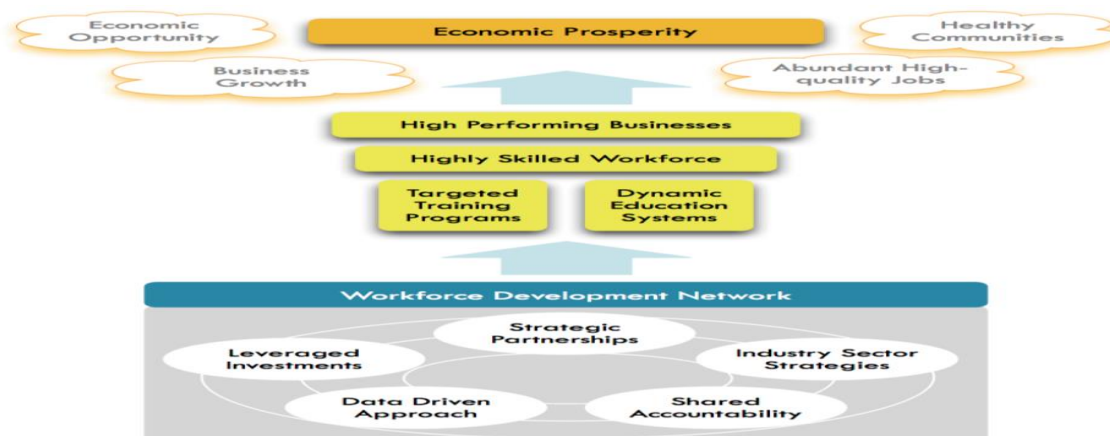 Economic
Opportunity
Economic Prosperity
Healthy
Communities
Business
Growth
Abundant High-
quality Jobs
High Performing Businesses
Highly Skilled Workforce
Targeted
Training
Programs
Dynamic
Education
Systems
Workforce Development Network
Strategic
Partnerships
Leveraged
Investments
Industry Sector
Strategies
Data Driven
Approach
Shared
Accountability